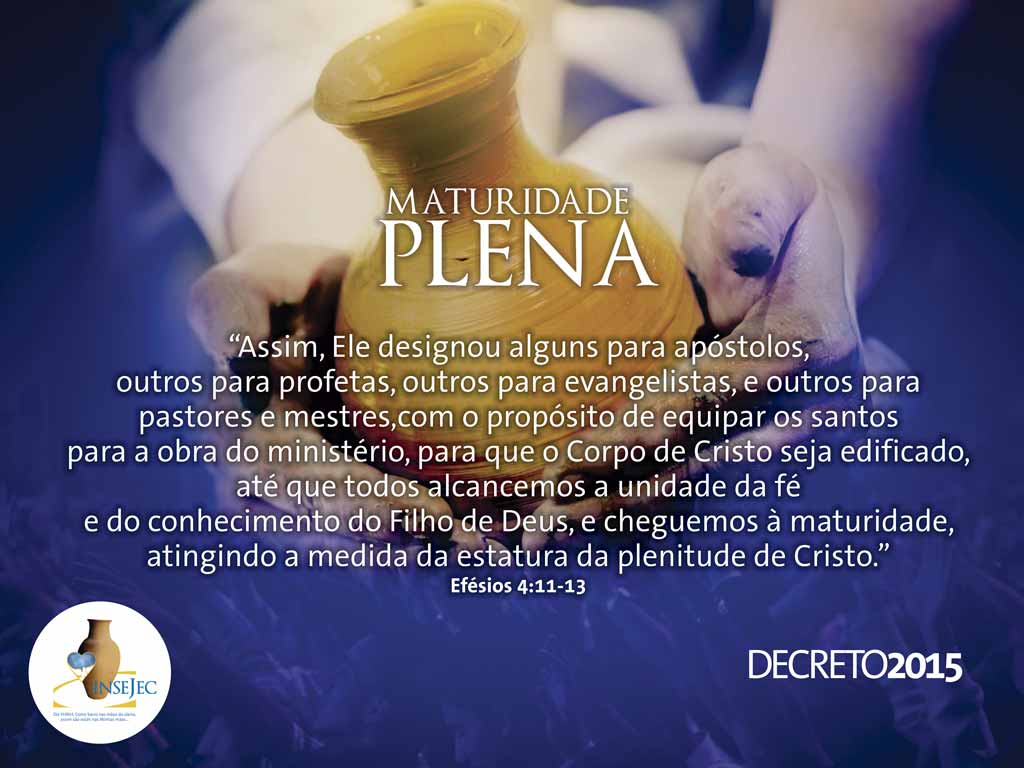 MATURIDADE
PLENA
“Assim, Ele designou alguns para apóstolos,
outros para profetas, outros para evangelistas, e outros para
pastores e mestres,com o propósito de equipar os santos
para a obra do ministério, para que o Corpo de Cristo seja edificado,
até que todos alcancemos a unidade da fé
e do conhecimento do Filho de Deus, e cheguemos à maturidade,
atingindo a medida da estatura da plenitude de Cristo.”
Efésios 4:11-13
DECRETO2015
INSEJEC